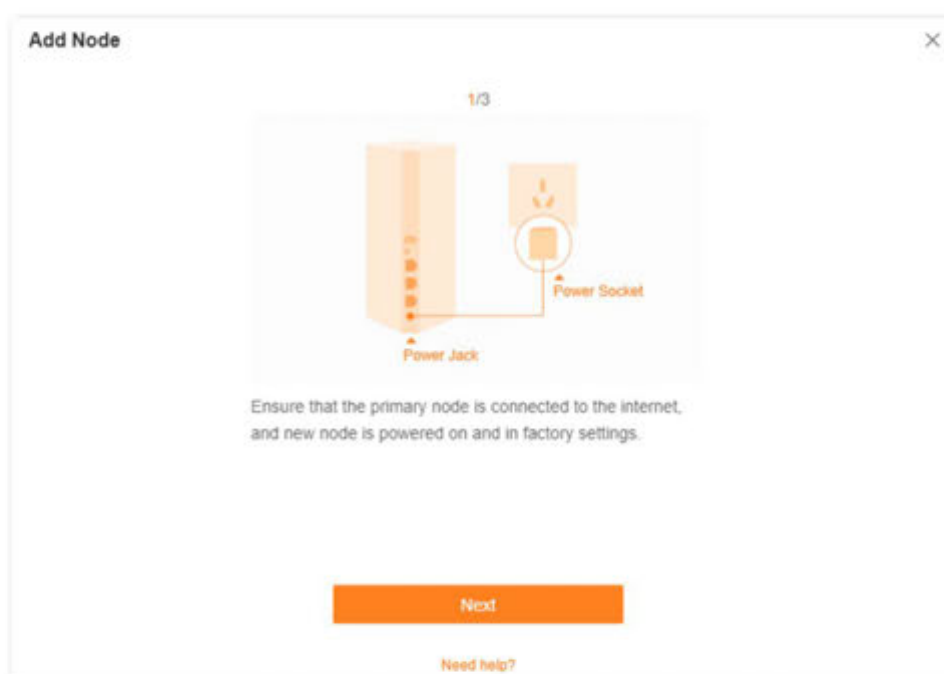 Add Node
1/3
Power Socket
Power Jack
Ensure that the primary node is connected to the internet,
and new node is powered on and in factory settings.
Next
Need help?